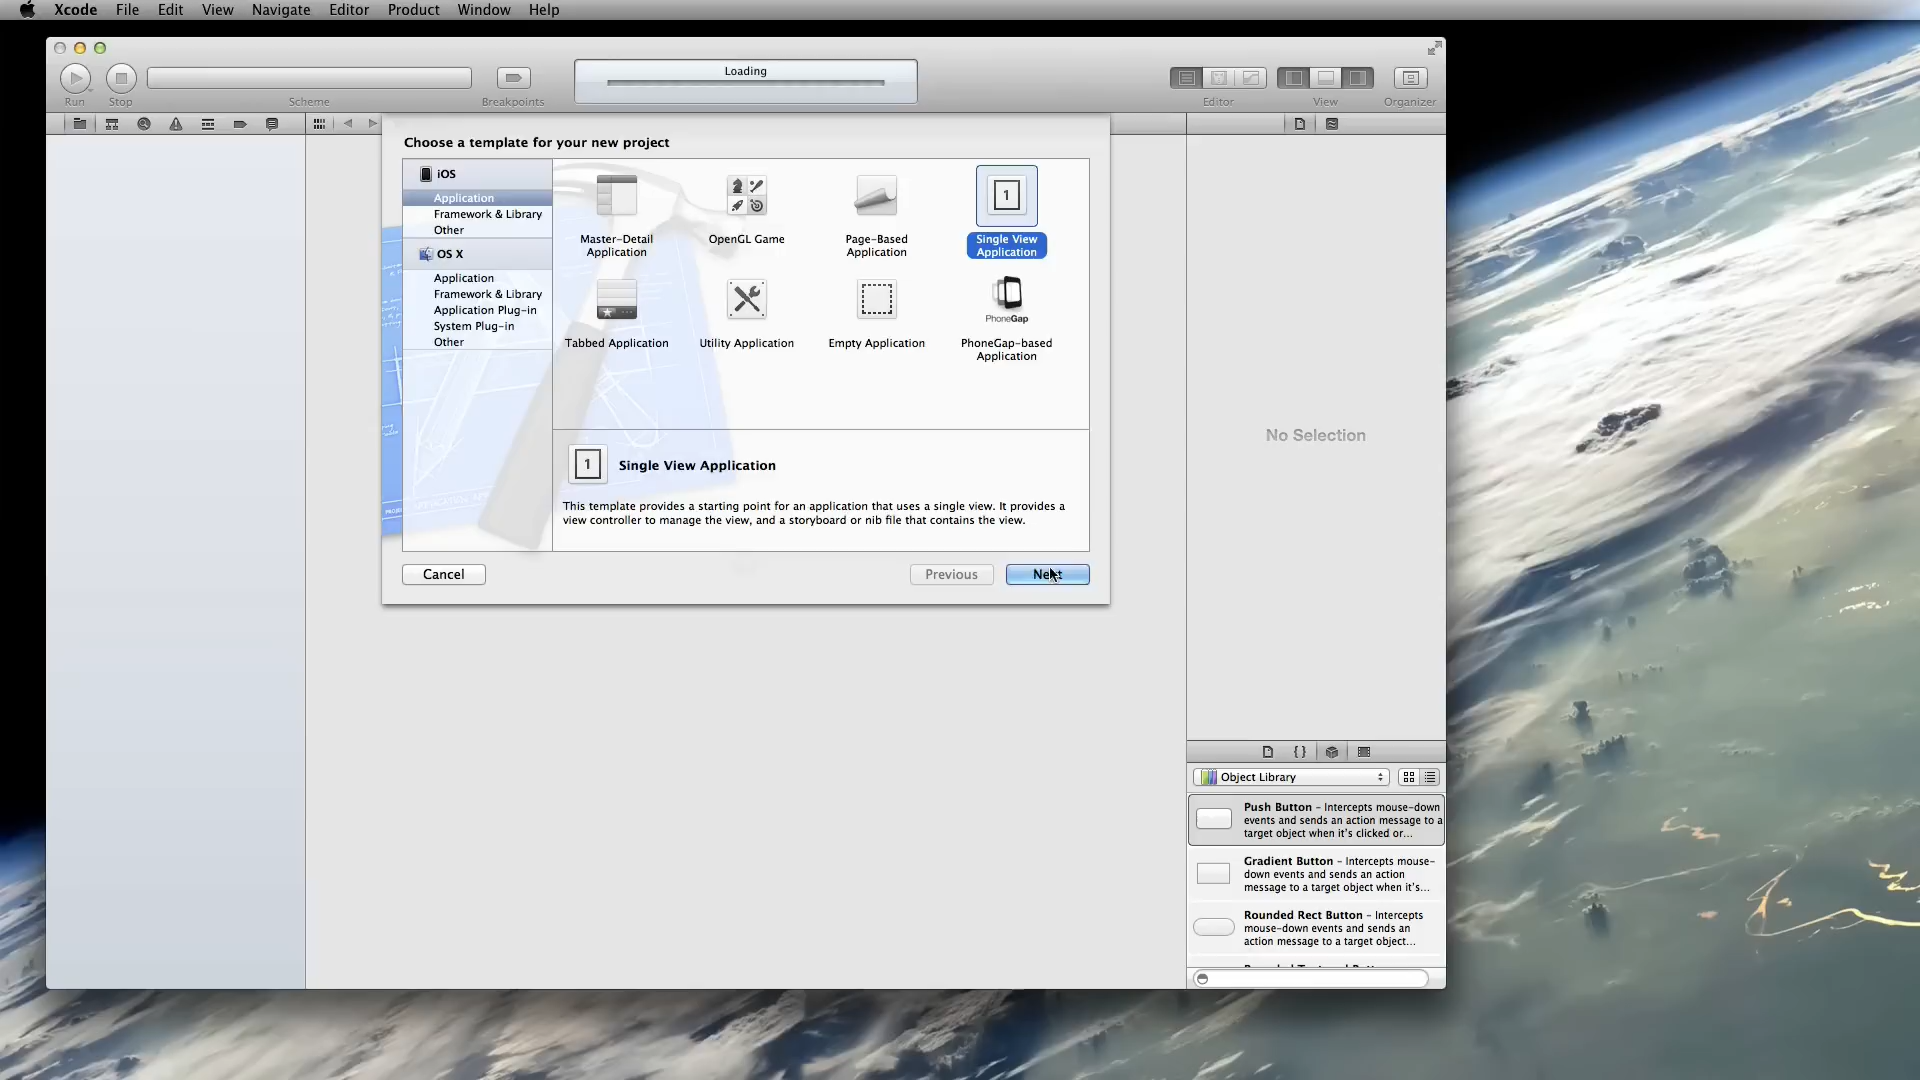 Xcode File Edit View Navigate Editor Product Window Help
Loading
Run Stop Scheme Breakpoints Editor View Organizer
Choose a template for your new project
iOS
Application
Framework & Library
Other
OS X
Application
Framework & Library
Application Plug-in
System Plug-in
Other
1
Master-Detail
Application
OpenGL Game
Page-Based
Application
Single View
Application
PhoneGap
Tabbed Application
Utility Application
Empty Application
PhoneGap-based
Application
1
Single View Application
This template provides a starting point for an application that uses a single view. It provides a
view controller to manage the view, and a storyboard or nib file that contains the view.
Cancel
Previous
Next
No Selection
{ }
Object Library
Push Button - Intercepts mouse-down
events and sends an action message to a
target object when it's clicked or...
Gradient Button - Intercepts mouse-
down events and sends an action
message to a target object when it's...
Rounded Rect Button - Intercepts
mouse-down events and sends an
action message to a target object...